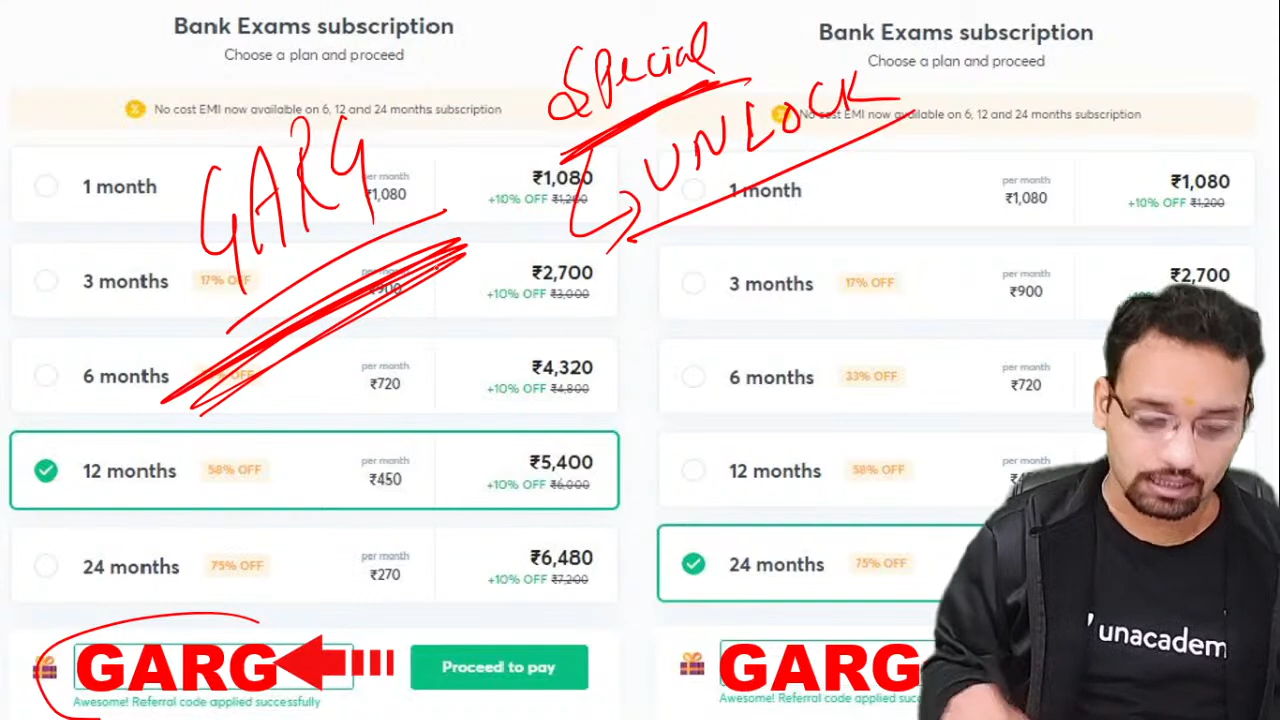 Bank Exams subscription
Choose a plan and proceed
No cost EMI now available on 6, 12 and 24 months subscription
1 month
per month
₹1,080
₹1,080
+10% OFF ₹1,200
3 months
17% OFF
per month
₹900
₹2,700
+10% OFF ₹3,000
6 months
% OFF
per month
₹720
₹4,320
+10% OFF ₹4,800
12 months
58% OFF
per month
₹450
₹5,400
+10% OFF ₹6,000
24 months
75% OFF
per month
₹270
₹6,480
+10% OFF ₹7,200
GARG
Proceed to pay
Awesome! Referral code applied successfully
GARG
Special
UNLOCK
Bank Exams subscription
Choose a plan and proceed
No cost EMI now available on 6, 12 and 24 months subscription
1 month
per month
₹1,080
₹1,080
+10% OFF ₹1,200
3 months
17% OFF
per month
₹900
₹2,700
6 months
33% OFF
per month
₹720
12 months
58% OFF
per month
24 months
75% OFF
GARG
Awesome! Referral code applied
unacadem